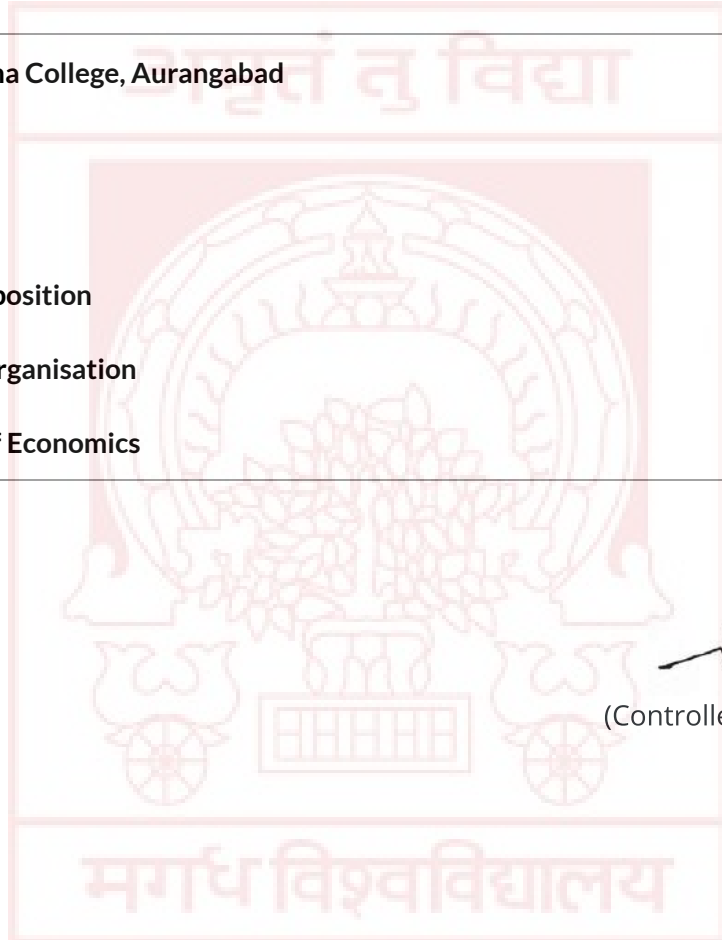 अमृतं तु विद्या
na College, Aurangabad
position
rganisation
f Economics
(Controlle
मगध विश्वविद्यालय